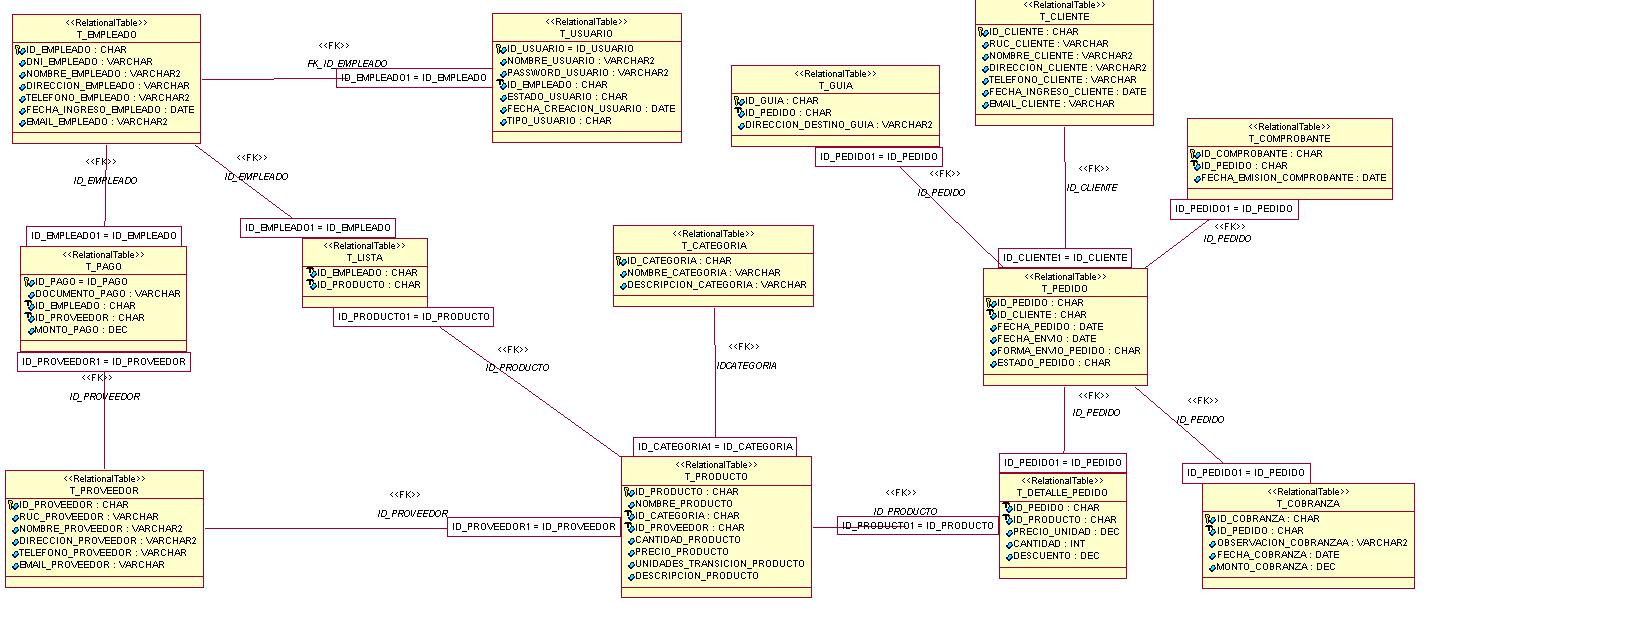 <<RelationalTable>>
T_EMPLEADO
ID_EMPLEADO : CHAR
DNI_EMPLEADO : VARCHAR
NOMBRE_EMPLEADO : VARCHAR2
DIRECCION_EMPLEADO : VARCHAR2
TELEFONO_EMPLEADO : VARCHAR2
FECHA_INGRESO_EMPLEADO : DATE
EMAIL_EMPLEADO : VARCHAR2
<<FK>>
FK_ID_EMPLEADO
ID_EMPLEADO1 = ID_EMPLEADO
<<RelationalTable>>
T_USUARIO
ID_USUARIO = ID_USUARIO
NOMBRE_USUARIO : VARCHAR2
PASSWORD_USUARIO : VARCHAR2
ID_EMPLEADO : CHAR
ESTADO_USUARIO : CHAR
FECHA_CREACION_USUARIO : DATE
TIPO_USUARIO : CHAR
<<RelationalTable>>
T_GUIA
ID_GUIA : CHAR
ID_PEDIDO : CHAR
DIRECCION_DESTINO_GUIA : VARCHAR2
ID_PEDIDO1 = ID_PEDIDO
<<FK>>
ID_PEDIDO
<<RelationalTable>>
T_CLIENTE
ID_CLIENTE : CHAR
RUC_CLIENTE : VARCHAR
NOMBRE_CLIENTE : VARCHAR2
DIRECCION_CLIENTE : VARCHAR2
TELEFONO_CLIENTE : VARCHAR
FECHA_INGRESO_CLIENTE : DATE
EMAIL_CLIENTE : VARCHAR
<<FK>>
ID_CLIENTE
<<RelationalTable>>
T_COMPROBANTE
ID_COMPROBANTE : CHAR
ID_PEDIDO : CHAR
FECHA_EMISION_COMPROBANTE : DATE
ID_PEDIDO1 = ID_PEDIDO
<<FK>>
ID_PEDIDO
<<FK>>
ID_EMPLEADO
<<FK>>
ID_EMPLEADO
ID_EMPLEADO1 = ID_EMPLEADO
<<RelationalTable>>
T_PAGO
ID_PAGO = ID_PAGO
DOCUMENTO_PAGO : VARCHAR
ID_EMPLEADO : CHAR
ID_PROVEEDOR : CHAR
MONTO_PAGO : DEC
ID_PROVEEDOR1 = ID_PROVEEDOR
<<FK>>
ID_PROVEEDOR
ID_EMPLEADO1 = ID_EMPLEADO
<<RelationalTable>>
T_LISTA
ID_EMPLEADO : CHAR
ID_PRODUCTO : CHAR
ID_PRODUCTO1 = ID_PRODUCTO
<<FK>>
ID_PRODUCTO
<<RelationalTable>>
T_CATEGORIA
ID_CATEGORIA : CHAR
NOMBRE_CATEGORIA : VARCHAR
DESCRIPCION_CATEGORIA : VARCHAR
<<FK>>
IDCATEGORIA
ID_CLIENTE1 = ID_CLIENTE
<<RelationalTable>>
T_PEDIDO
ID_PEDIDO : CHAR
ID_CLIENTE : CHAR
FECHA_PEDIDO : DATE
FECHA_ENVIO : DATE
FORMA_ENVIO_PEDIDO : CHAR
ESTADO_PEDIDO : CHAR
<<FK>>
ID_PEDIDO
<<FK>>
ID_PEDIDO
<<RelationalTable>>
T_PROVEEDOR
ID_PROVEEDOR : CHAR
RUC_PROVEEDOR : VARCHAR
NOMBRE_PROVEEDOR : VARCHAR2
DIRECCION_PROVEEDOR : VARCHAR2
TELEFONO_PROVEEDOR : VARCHAR
EMAIL_PROVEEDOR : VARCHAR
<<FK>>
ID_PROVEEDOR
ID_PROVEEDOR1 = ID_PROVEEDOR
ID_CATEGORIA1 = ID_CATEGORIA
<<RelationalTable>>
T_PRODUCTO
ID_PRODUCTO : CHAR
NOMBRE_PRODUCTO
ID_CATEGORIA : CHAR
ID_PROVEEDOR : CHAR
CANTIDAD_PRODUCTO
PRECIO_PRODUCTO
UNIDADES_TRANSICION_PRODUCTO
DESCRIPCION_PRODUCTO
<<FK>>
ID_PRODUCTO
ID_PRODUCTO1 = ID_PRODUCTO
ID_PEDIDO1 = ID_PEDIDO
<<RelationalTable>>
T_DETALLE_PEDIDO
ID_PEDIDO : CHAR
ID_PRODUCTO : CHAR
PRECIO_UNIDAD : DEC
CANTIDAD : INT
DESCUENTO : DEC
ID_PEDIDO1 = ID_PEDIDO
<<RelationalTable>>
T_COBRANZA
ID_COBRANZA : CHAR
ID_PEDIDO : CHAR
OBSERVACION_COBRANZAA : VARCHAR2
FECHA_COBRANZA : DATE
MONTO_COBRANZA : DEC